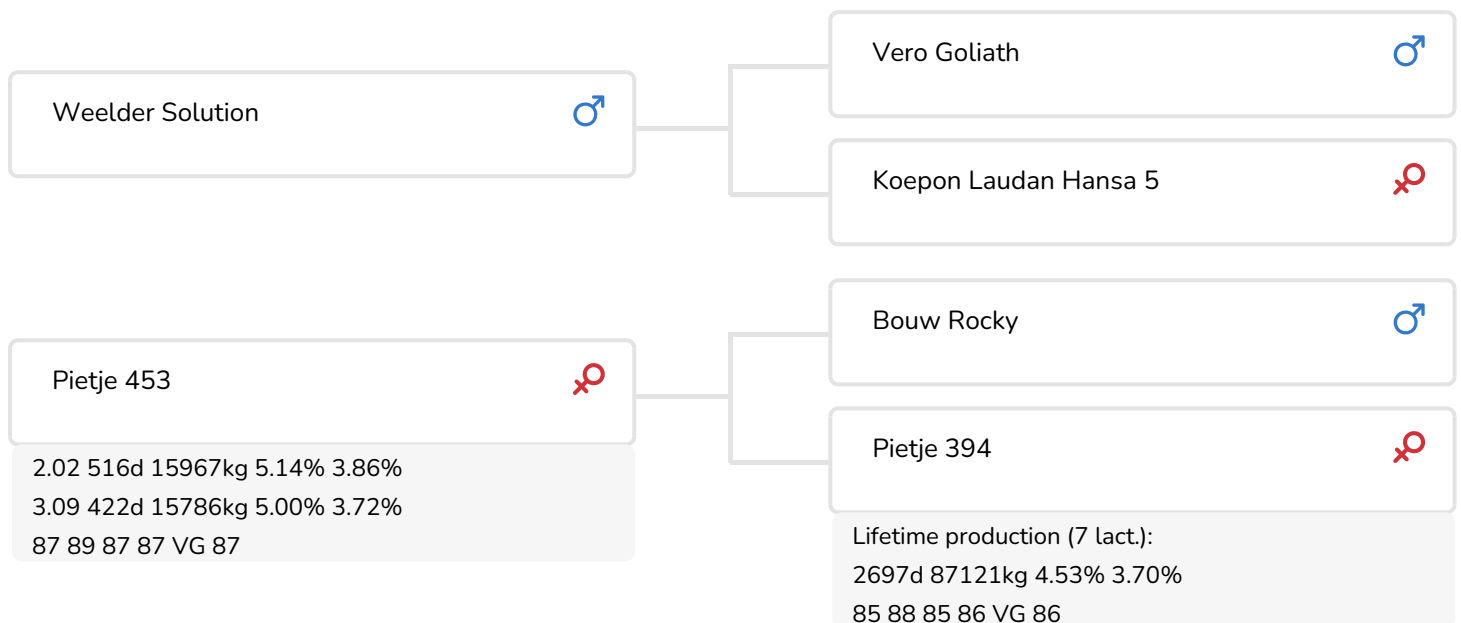 Vero Goliath
Weelder Solution
Koepon Laudan Hansa 5
Bouw Rocky
Pietje 453
2.02 516d 15967kg 5.14% 3.86%
3.09 422d 15786kg 5.00% 3.72%
87 89 87 87 VG 87
Pietje 394
Lifetime production (7 lact.):
2697d 87121kg 4.53% 3.70%
85 88 85 86 VG 86